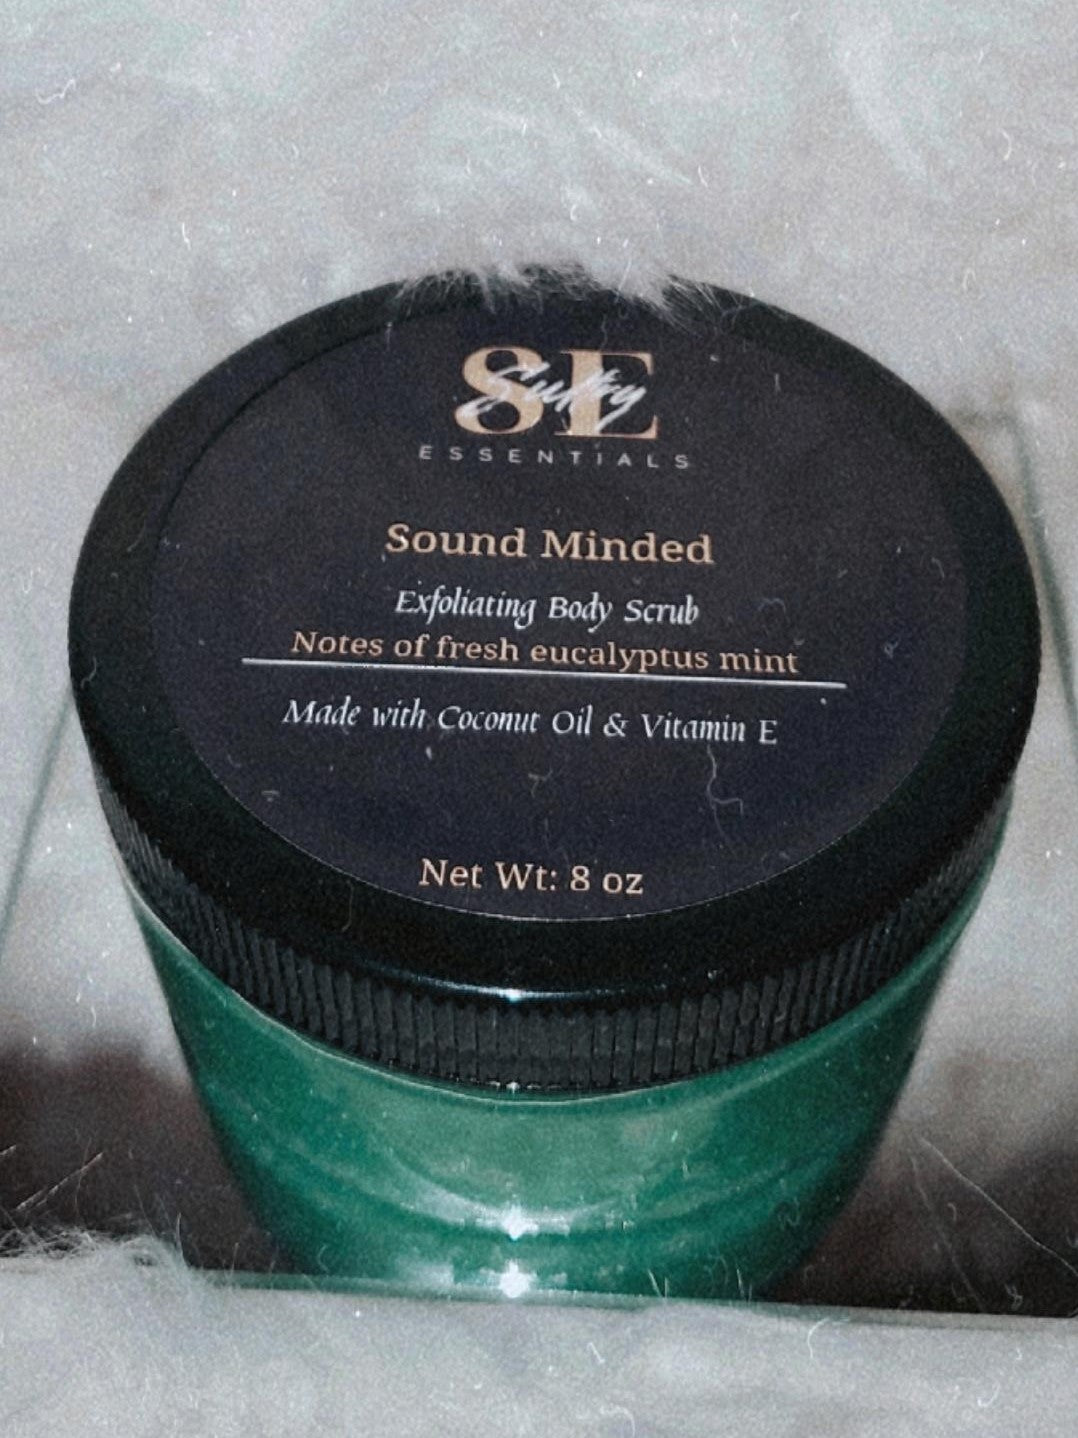 SE
Sulky
ESSENTIALS
Sound Minded
Exfoliating Body Scrub
Notes of fresh eucalyptus mint
Made with Coconut Oil & Vitamin E
Net Wt: 8 oz